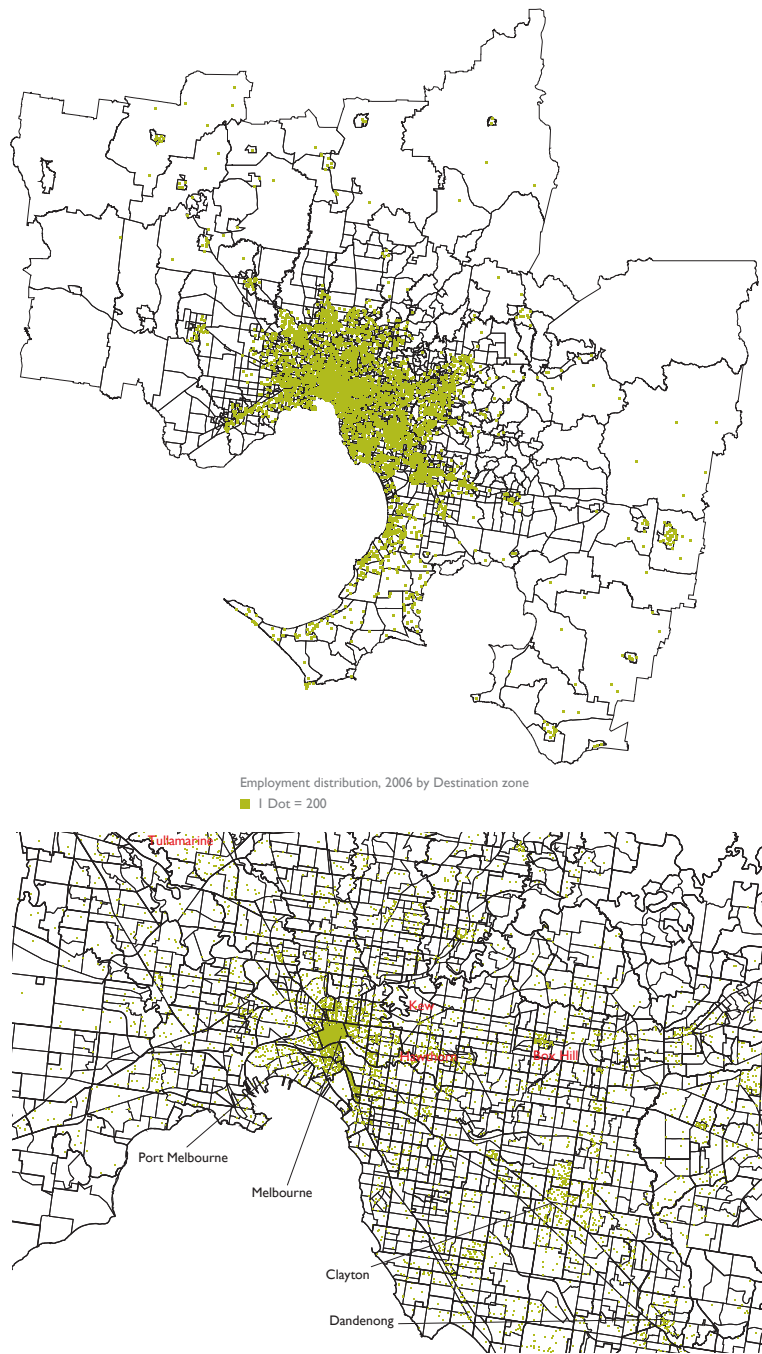 Employment distribution, 2006 by Destination zone
1 Dot = 200
Tullamarine
Kew
Hawthorn
Box Hill
Port Melbourne
Melbourne
Clayton
Dandenong